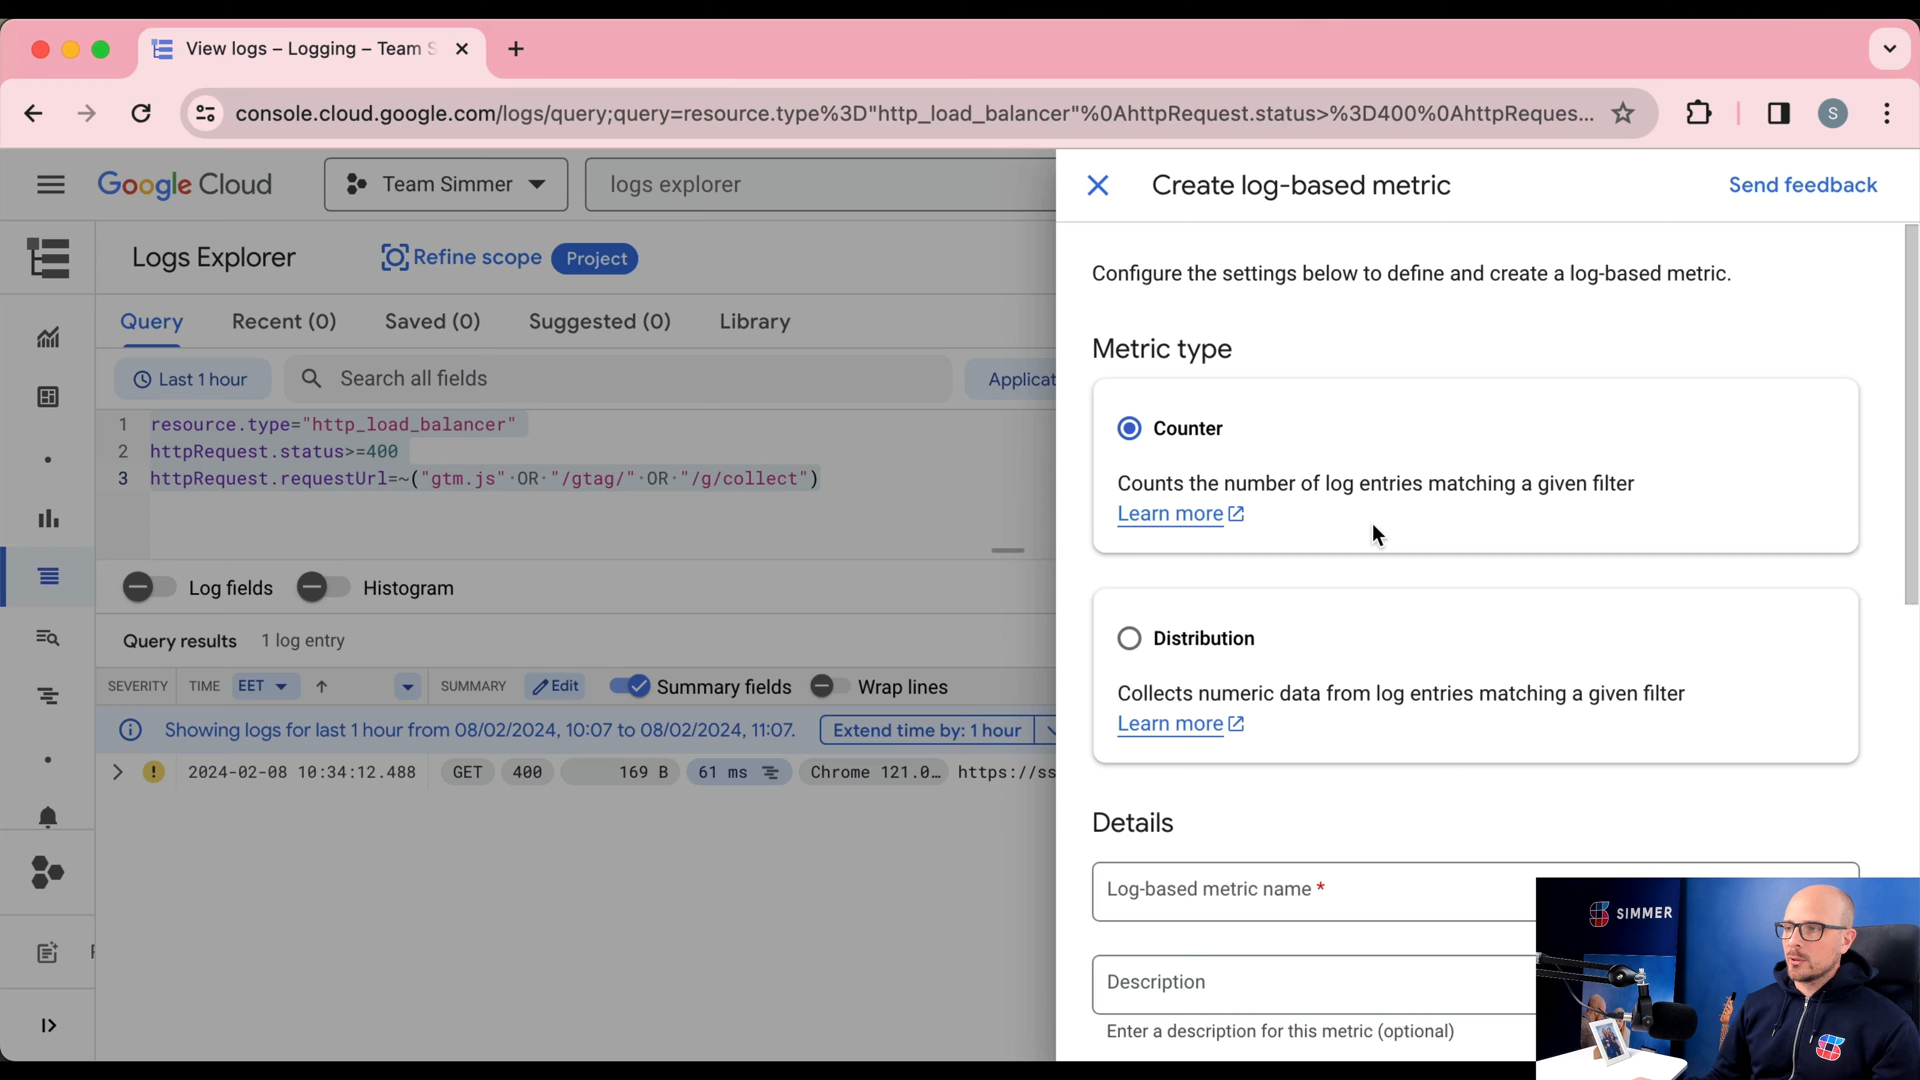 View logs – Logging – Team S
console.cloud.google.com/logs/query;query=resource.type%3D"http_load_balancer"%0AhttpRequest.status>%3D400%0AhttpReques...
S
Google Cloud
Team Simmer
logs explorer
Create log-based metric
Send feedback
Logs Explorer
Refine scope
Project
Configure the settings below to define and create a log-based metric.
Query
Recent (0)
Saved (0)
Suggested (0)
Library
Metric type
Last 1 hour
Search all fields
Applicat
1 resource.type="http_load_balancer"
2 httpRequest.status>=400
3 httpRequest.requestUrl=~("gtm.js"·OR·"/gtag/"·OR·"/g/collect")
Counter
Counts the number of log entries matching a given filter
Learn more
Log fields
Histogram
Distribution
Collects numeric data from log entries matching a given filter
Learn more
Query results
1 log entry
SEVERITY
TIME
EET
SUMMARY
Edit
Summary fields
Wrap lines
Showing logs for last 1 hour from 08/02/2024, 10:07 to 08/02/2024, 11:07.
Extend time by: 1 hour
2024-02-08 10:34:12.488
GET
400
169 B
61 ms
Chrome 121.0…
https://ss
Details
Log-based metric name *
Description
Enter a description for this metric (optional)
SIMMER